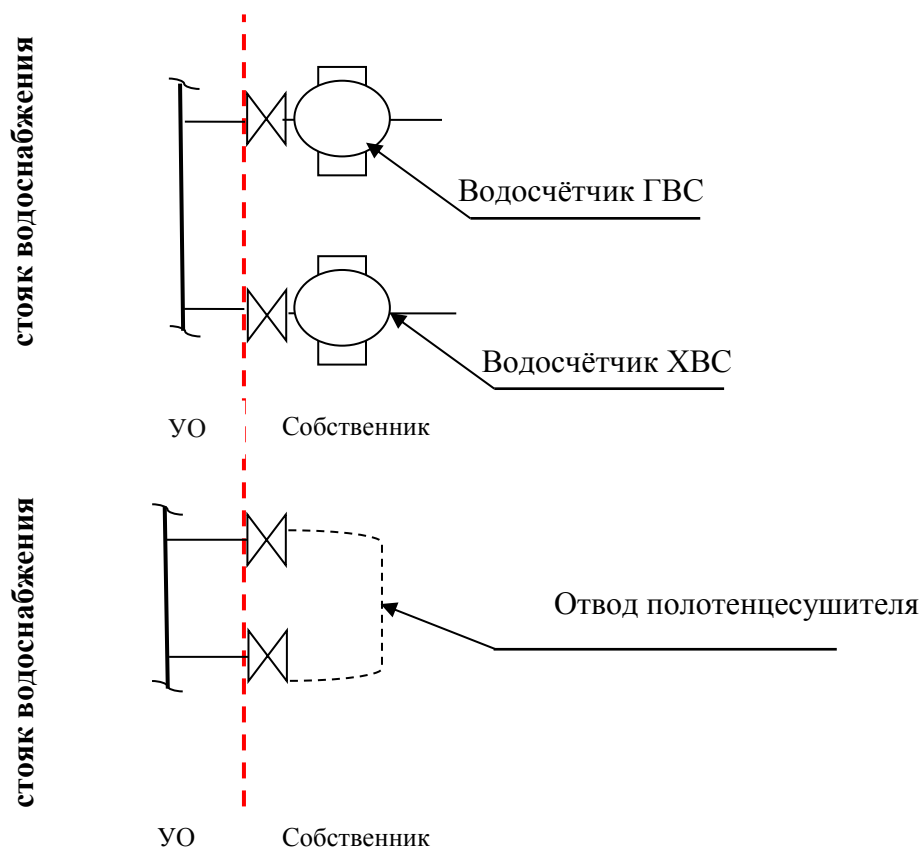 стояк водоснабжения
Водосчётчик ГВС
Водосчётчик ХВС
УО Собственник
стояк водоснабжения
Отвод полотенцесушителя
УО Собственник